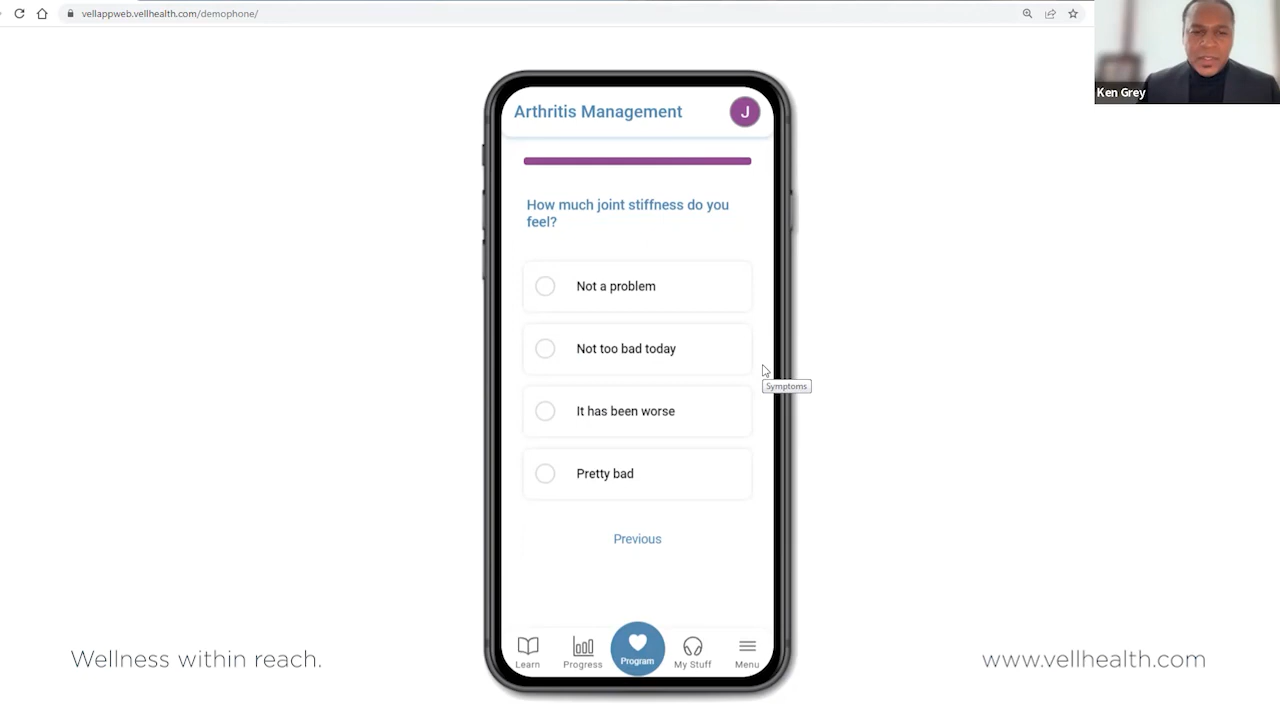 vellappweb.vellhealth.com/demophone/
Ken Grey
Arthritis Management
J
How much joint stiffness do you
feel?
Not a problem
Not too bad today
Symptoms
It has been worse
Pretty bad
Previous
Learn
Progress
Program
My Stuff
Menu
Wellness within reach.
www.vellhealth.com